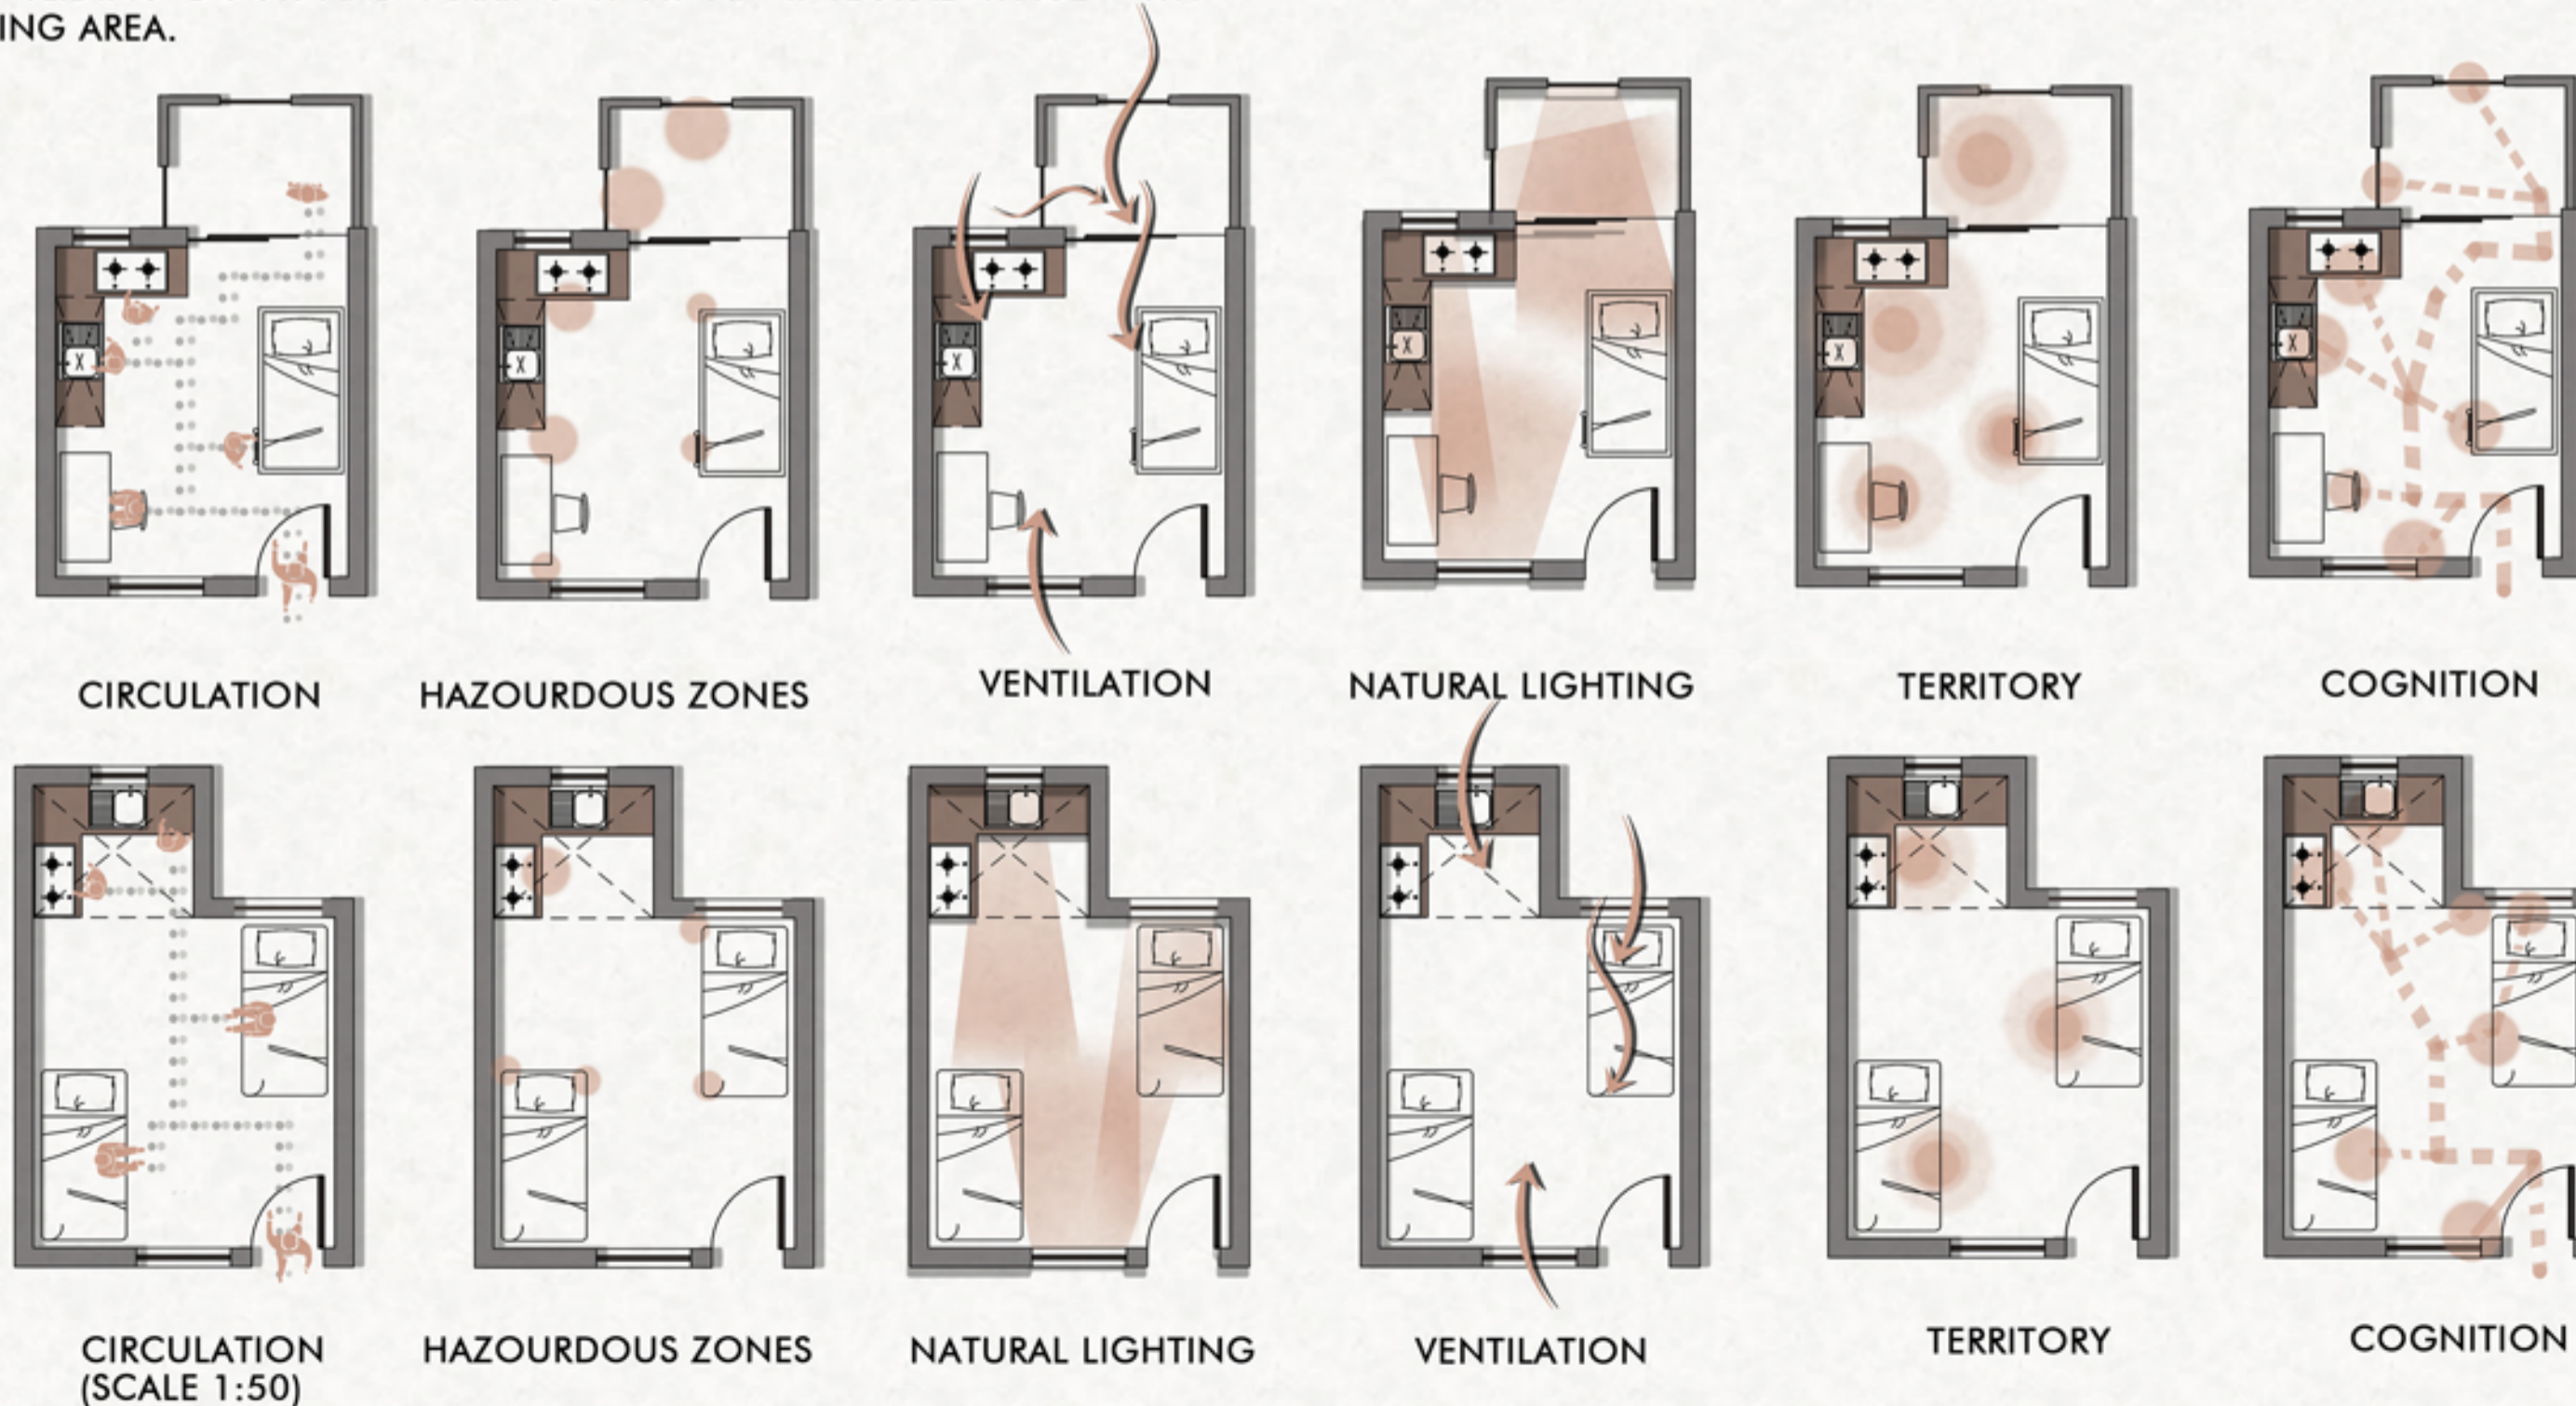 ING AREA.
CIRCULATION
HAZOURDOUS ZONES
VENTILATION
NATURAL LIGHTING
TERRITORY
COGNITION
CIRCULATION
(SCALE 1:50)
HAZOURDOUS ZONES
NATURAL LIGHTING
VENTILATION
TERRITORY
COGNITION